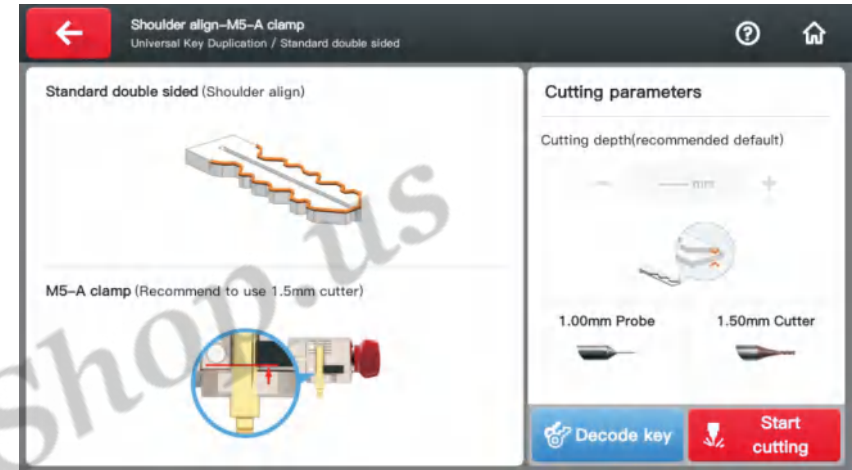 Shoulder align-M5-A clamp
Universal Key Duplication / Standard double sided
Standard double sided (Shoulder align)
M5-A clamp (Recommend to use 1.5mm cutter)
Cutting parameters
Cutting depth(recommended default)
— mm +
1.00mm Probe
1.50mm Cutter
Decode key
Start
cutting
Shop.us